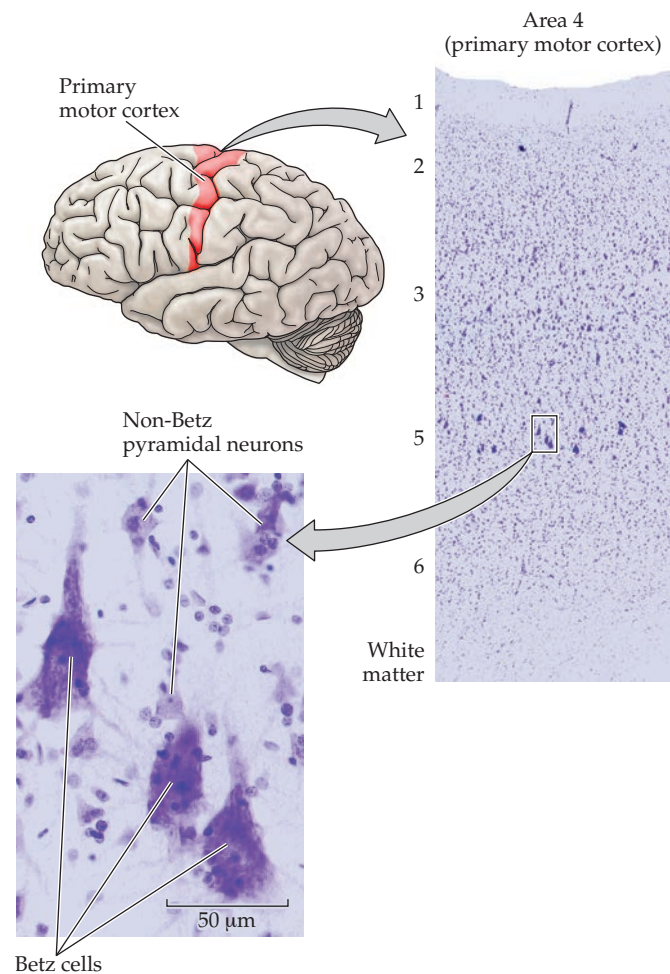 Area 4
(primary motor cortex)
Primary
motor cortex
1
2
3
5
6
White
matter
Non-Betz
pyramidal neurons
50 μm
Betz cells